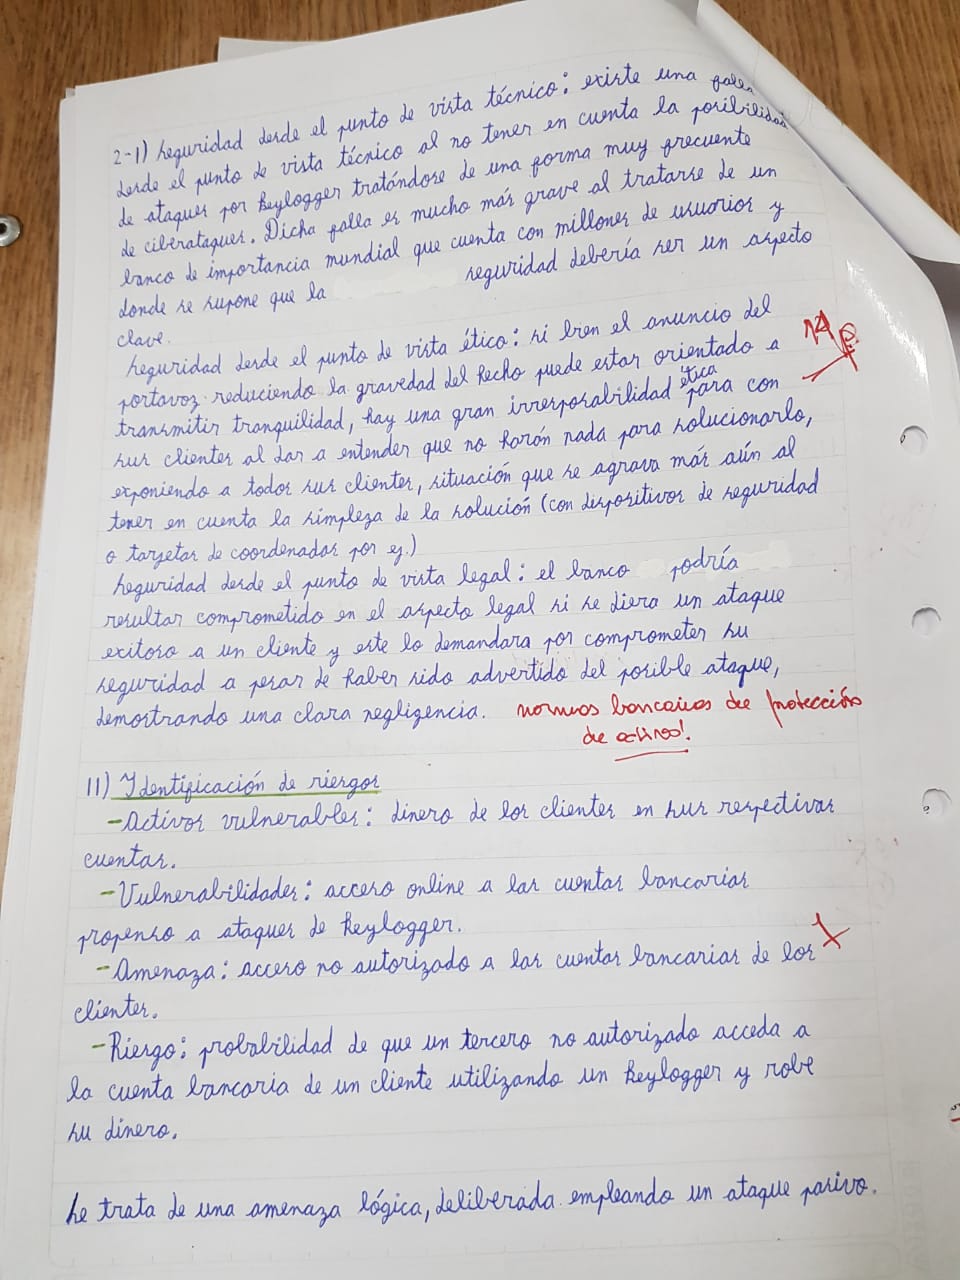 2-1) Seguridad desde el punto de vista técnico: existe una falla
desde el punto de vista técnico al no tener en cuenta la posibilidad
de ataques por keylogger tratándose de una forma muy frecuente
de ciberataques. Dicha falla es mucho más grave al tratarse de un
banco de importancia mundial que cuenta con millones de usuarios y
donde se supone que la seguridad debería ser un aspecto
clave.
Seguridad desde el punto de vista ético: si bien el anuncio del
portavoz reduciendo la gravedad del hecho puede estar orientado a
transmitir tranquilidad, hay una gran irresposabilidad ética para con
sus clientes al dar a entender que no harán nada para solucionarlo,
exponiendo a todos sus clientes, situación que se agrava más aún al
tener en cuenta la simpleza de la solución (con dispositivos de seguridad
o tarjetas de coordenadas por ej.)
Seguridad desde el punto de vista legal: el banco podría
resultar comprometido en el aspecto legal si se diera un ataque
exitoso a un cliente y este lo demandara por comprometer su
seguridad a pesar de haber sido advertido del posible ataque,
demostrando una clara negligencia. normas bancarias de protección
de activos!
11) Identificación de riesgos
- Activos vulnerables: dinero de los clientes en sus respectivas
cuentas.
- Vulnerabilidades: acceso online a las cuentas bancarias
propenso a ataques de keylogger.
- Amenaza: acceso no autorizado a las cuentas bancarias de los
clientes.
- Riesgo: probabilidad de que un tercero no autorizado acceda a
la cuenta bancaria de un cliente utilizando un keylogger y robe
su dinero.
Se trata de una amenaza lógica, deliberada empleando un ataque pasivo.